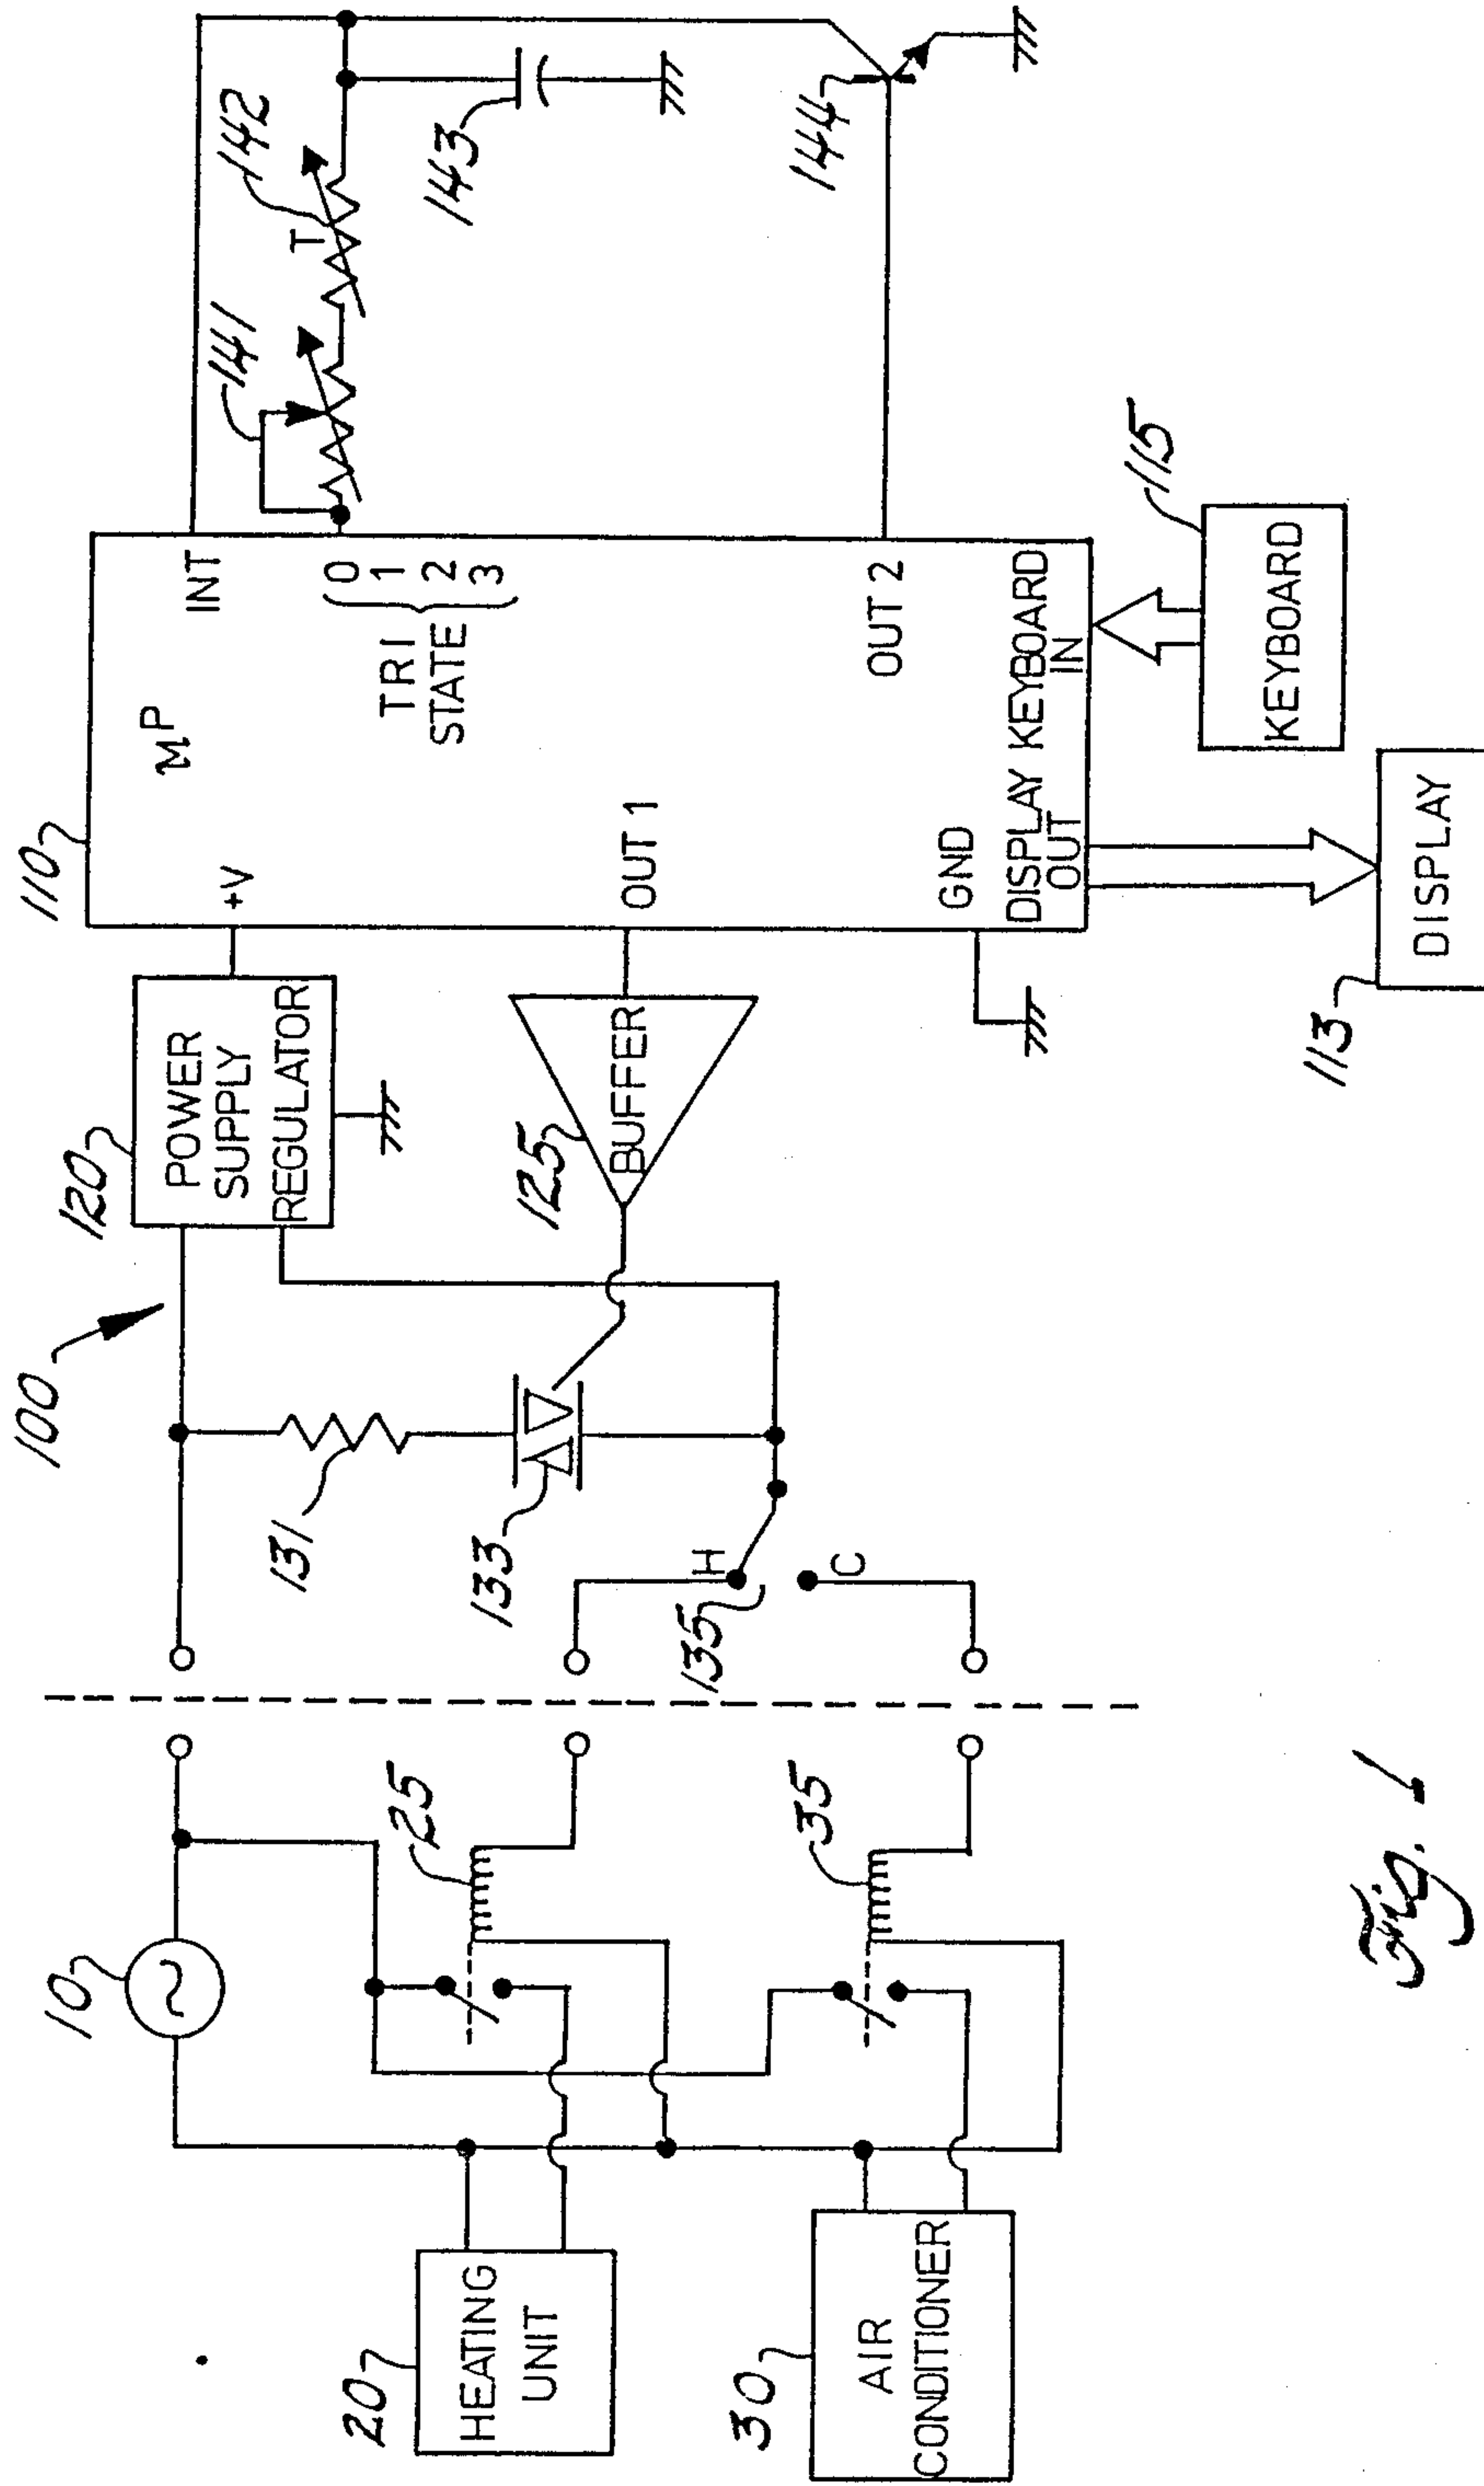 10
20
HEATING
UNIT
25
30
AIR
CONDITIONER
35
100
131
133
135
H
C
120
POWER
SUPPLY
REGULATOR
125
BUFFER
110
μP
+V
INT
TRI
STATE
0
1
2
3
OUT 1
OUT 2
GND
DISPLAY
OUT
KEYBOARD
IN
141
142
T
143
144
113
DISPLAY
115
KEYBOARD
Fig. 1